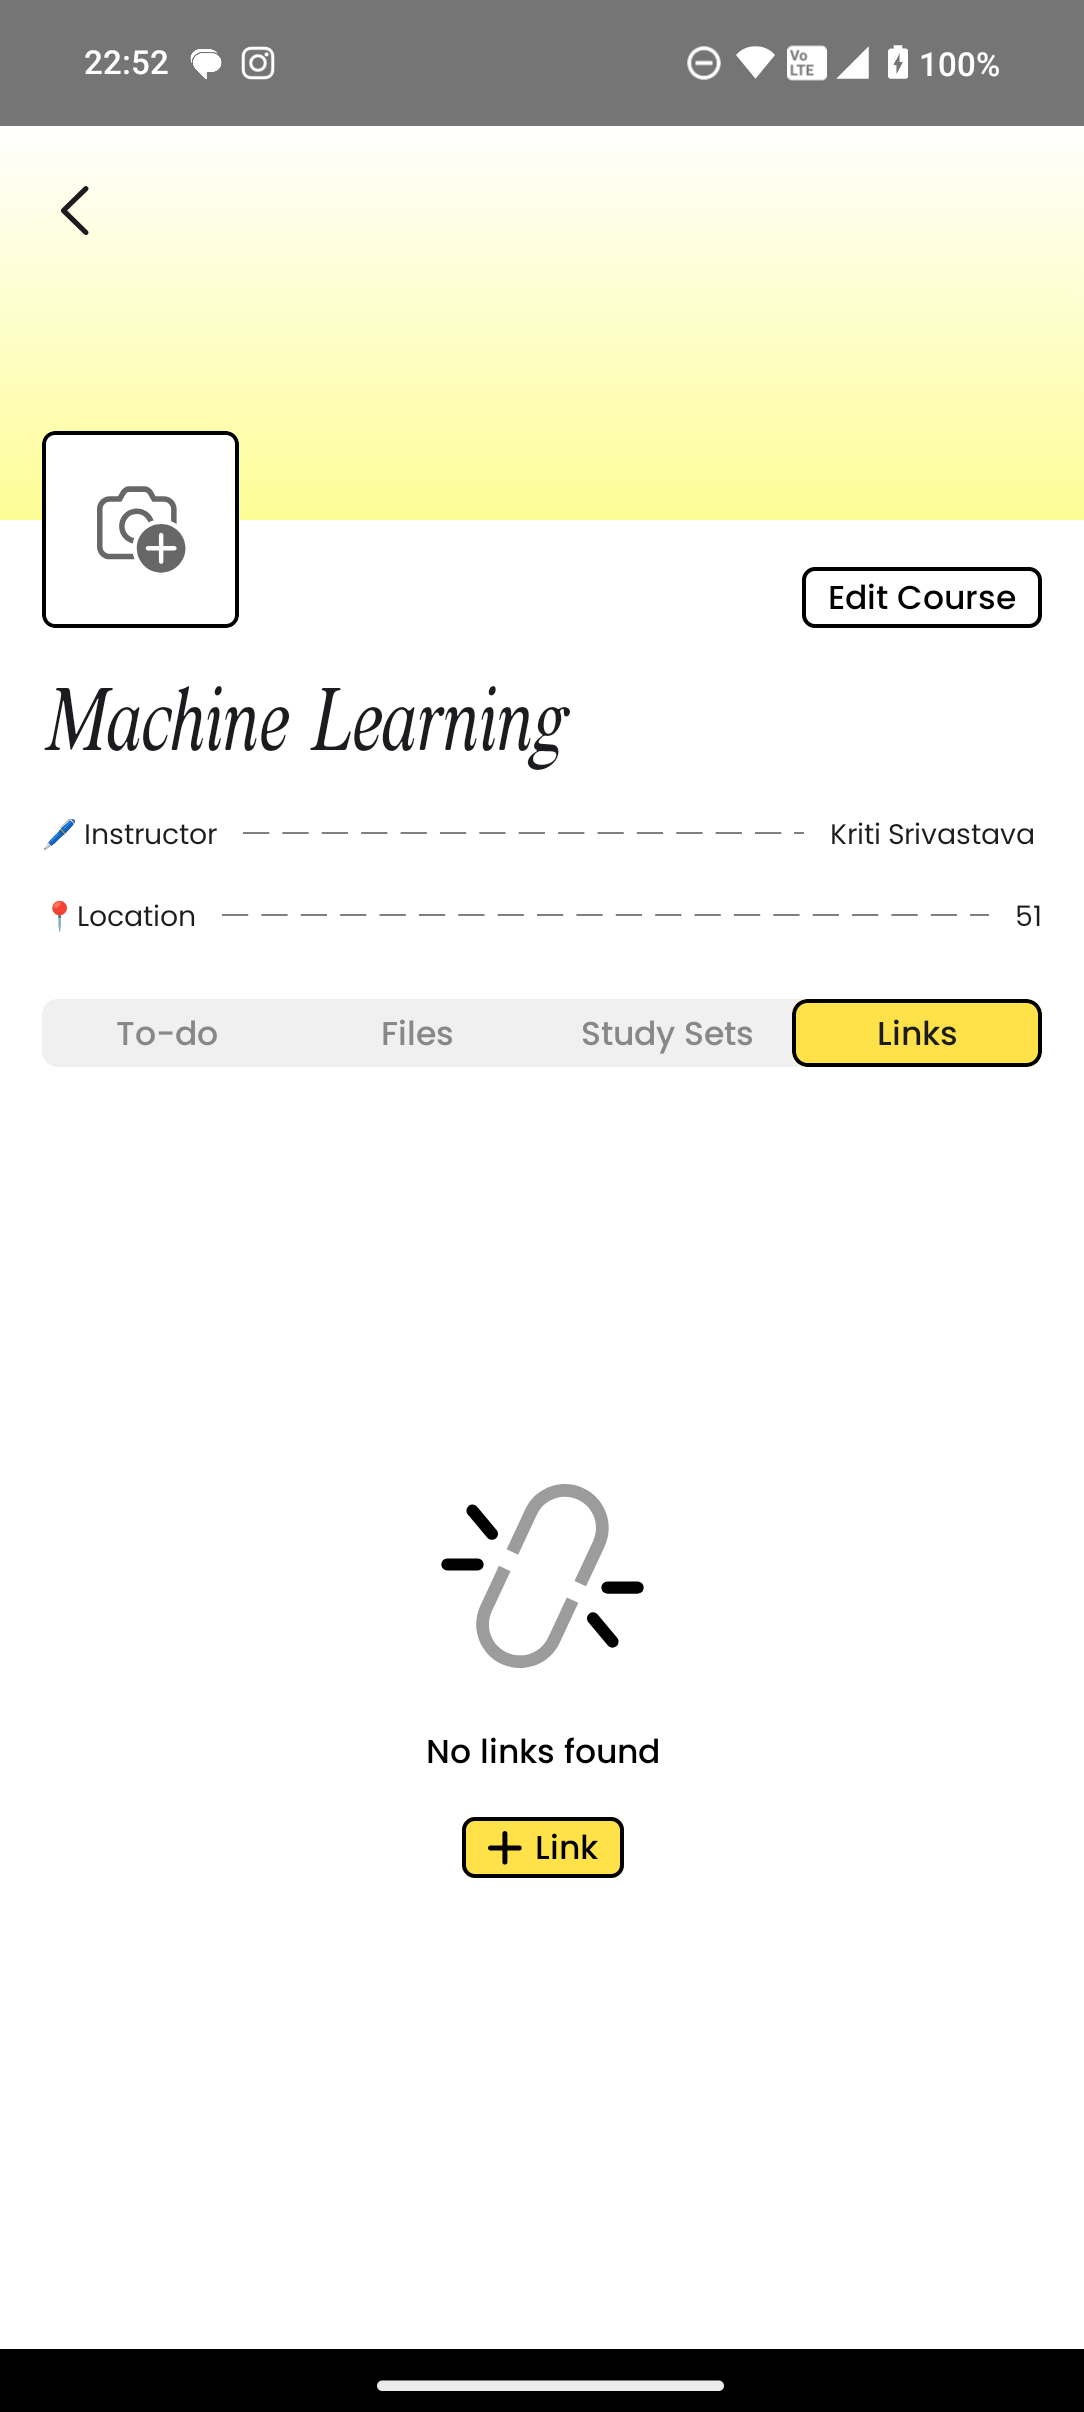 22:52 Vo LTE 100%
Edit Course
Machine Learning
Instructor Kriti Srivastava
Location 51
To-do Files Study Sets Links
No links found
+ Link